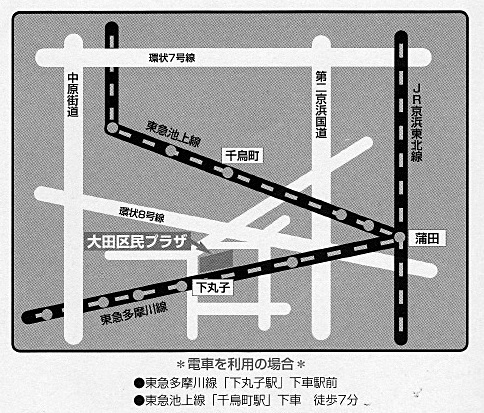 環状7号線
中原街道
第二京浜国道
JR京浜東北線
東急池上線
千鳥町
環状8号線
大田区民プラザ
蒲田
下丸子
東急多摩川線
＊電車を利用の場合＊
●東急多摩川線「下丸子駅」下車駅前
●東急池上線「千鳥町駅」下車　徒歩7分